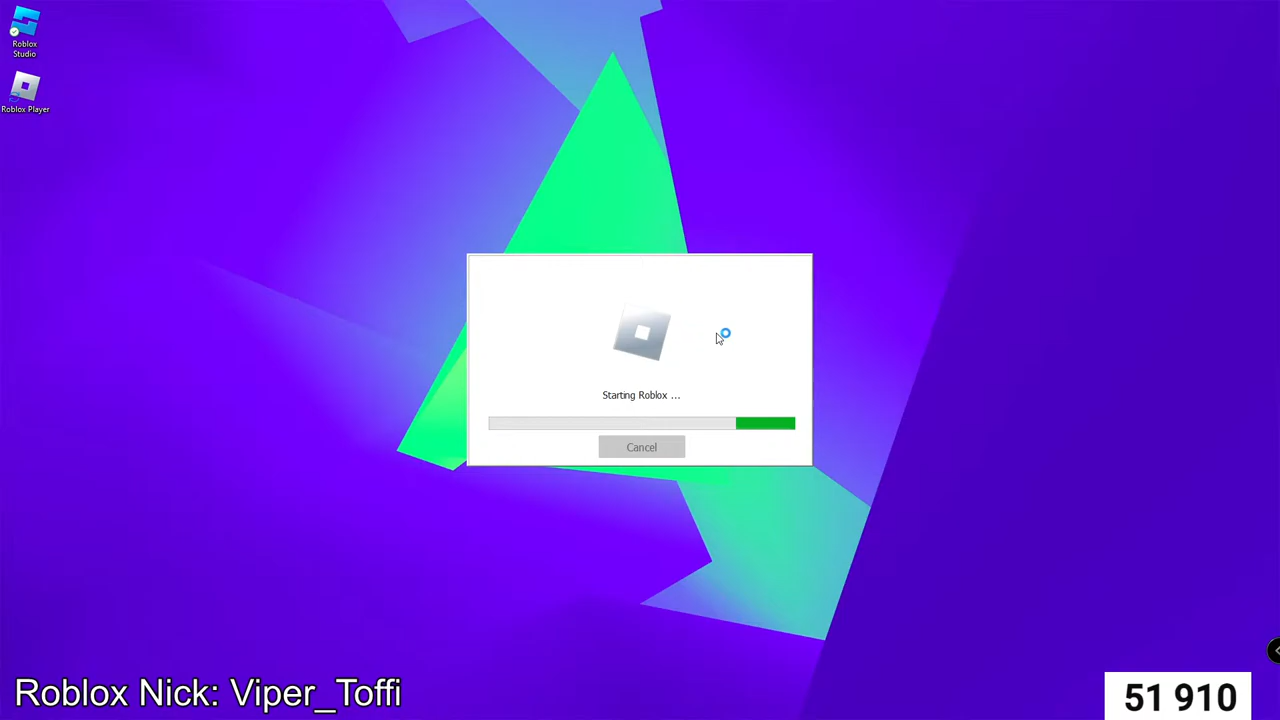 Roblox
Studio
Roblox Player
Starting Roblox ...
Cancel
Roblox Nick: Viper_Toffi
51 910